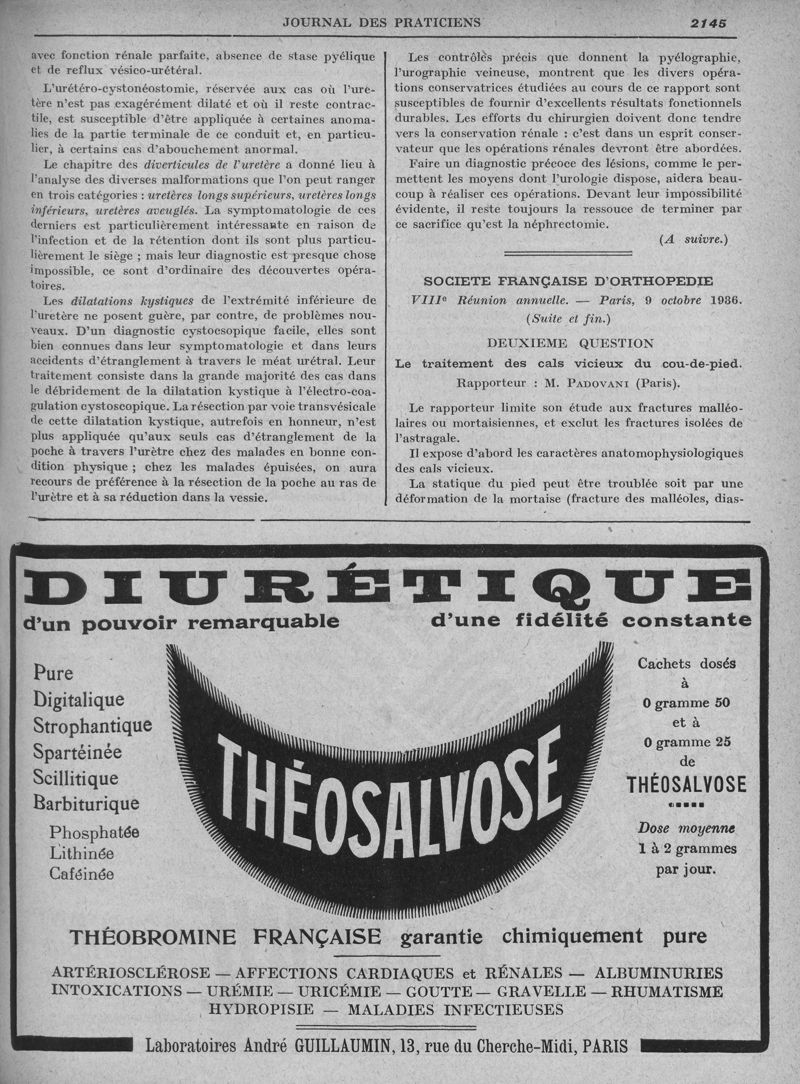 JOURNAL DES PRATICIENS
2145
avec fonction rénale parfaite, absence de stase pyélique
et de reflux vésico-urétéral.
L'urétéro-cystonéostomie, réservée aux cas où l'ure-
tère n'est pas exagérément dilaté et où il reste contrac-
tile, est susceptible d'être appliquée à certaines anoma-
lies de la partie terminale de ce conduit et, en particu-
lier, à certains cas d'abouchement anormal.
Le chapitre des diverticules de l'uretère a donné lieu à
l'analyse des diverses malformations que l'on peut ranger
en trois catégories : uretères longs supérieurs, uretères longs
inférieurs, uretères aveuglés. La symptomatologie de ces
derniers est particulièrement intéressante en raison de
l'infection et de la rétention dont ils sont plus particu-
lièrement le siège ; mais leur diagnostic est presque chose
impossible, ce sont d'ordinaire des découvertes opéra-
toires.
Les dilatations kystiques de l'extrémité inférieure de
l'uretère ne posent guère, par contre, de problèmes nou-
veaux. D'un diagnostic cystocsopique facile, elles sont
bien connues dans leur symptomatologie et dans leurs
accidents d'étranglement à travers le méat urétral. Leur
traitement consiste dans la grande majorité des cas dans
le débridement de la dilatation kystique à l'électro-coa-
gulation cystoscopique. La résection par voie transvésicale
de cette dilatation kystique, autrefois en honneur, n'est
plus appliquée qu'aux seuls cas d'étranglement de la
poche à travers l'urètre chez des malades en bonne con-
dition physique ; chez les malades épuisées, on aura
recours de préférence à la résection de la poche au ras de
l'urètre et à sa réduction dans la vessie.
Les contrôlès précis que donnent la pyélographie,
l'urographie veineuse, montrent que les divers opéra-
tions conservatrices étudiées au cours de ce rapport sont
susceptibles de fournir d'excellents résultats fonctionnels
durables. Les efforts du chirurgien doivent donc tendre
vers la conservation rénale : c'est dans un esprit conser-
vateur que les opérations rénales devront être abordées.
Faire un diagnostic précoce des lésions, comme le per-
mettent les moyens dont l'urologie dispose, aidera beau-
coup à réaliser ces opérations. Devant leur impossibilité
évidente, il reste toujours la ressouce de terminer par
ce sacrifice qu'est la néphrectomie.
(A suivre.)
SOCIETE FRANÇAISE D'ORTHOPEDIE
VIIIe Réunion annuelle. — Paris, 9 octobre 1936.
(Suite et fin.)
DEUXIEME QUESTION
Le traitement des cals vicieux du cou-de-pied.
Rapporteur : M. PADOVANI (Paris).
Le rapporteur limite son étude aux fractures malléo-
laires ou mortaisiennes, et exclut les fractures isolées de
l'astragale.
Il expose d'abord les caractères anatomophysiologiques
des cals vicieux.
La statique du pied peut être troublée soit par une
déformation de la mortaise (fracture des malléoles, dias-
DIURÉTIQUE
d'un pouvoir remarquable
d'une fidélité constante
Pure
Digitalique
Strophantique
Spartéinée
Scillitique
Barbiturique
Phosphatée
Lithinée
Caféinée
THÉOSALVOSE
Cachets dosés
à
0 gramme 50
et à
0 gramme 25
de
THÉOSALVOSE
Dose moyenne
1 à 2 grammes
par jour.
THÉOBROMINE FRANÇAISE garantie chimiquement pure
ARTÉRIOSCLÉROSE — AFFECTIONS CARDIAQUES et RÉNALES — ALBUMINURIES
INTOXICATIONS — URÉMIE — URICÉMIE — GOUTTE — GRAVELLE — RHUMATISME
HYDROPISIE — MALADIES INFECTIEUSES
Laboratoires André GUILLAUMIN, 13, rue du Cherche-Midi, PARIS